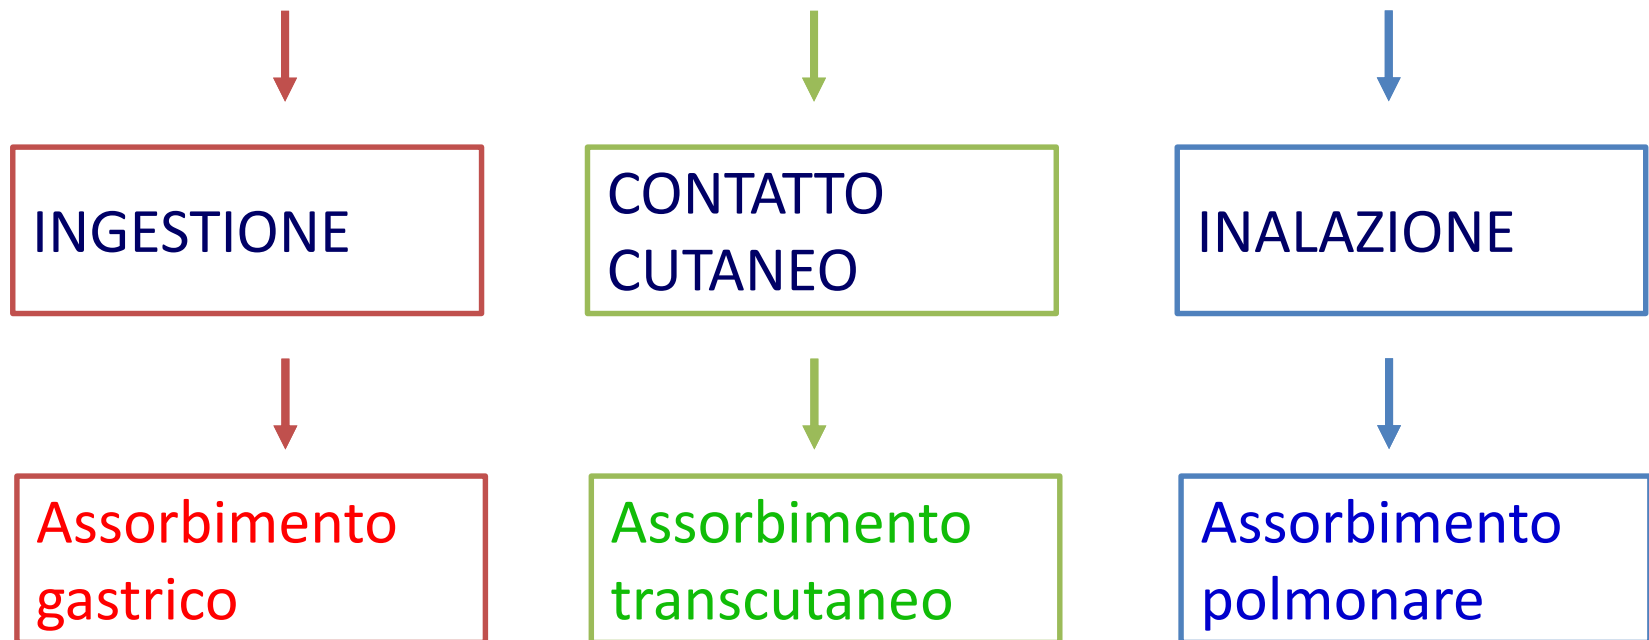 INGESTIONE
CONTATTO
CUTANEO
INALAZIONE
Assorbimento
gastrico
Assorbimento
transcutaneo
Assorbimento
polmonare